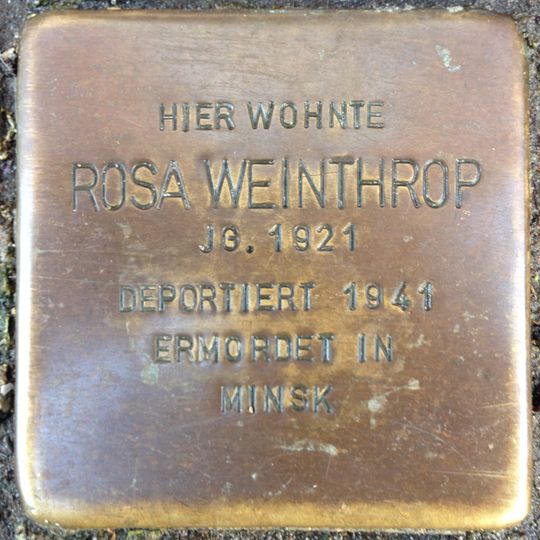 HIER WOHNTE
ROSA WEINTHROP
JG. 1921
DEPORTIERT 1941
ERMORDET IN
MINSK